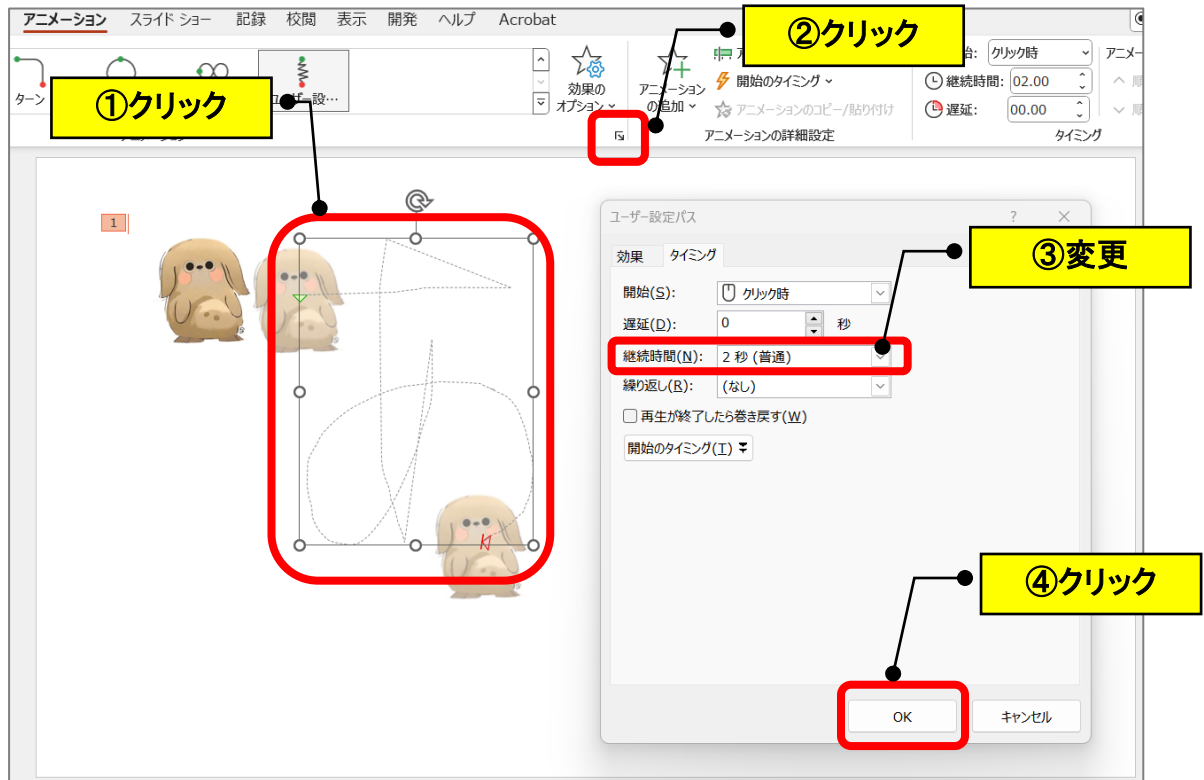 アニメーション スライド ショー 記録 校閲 表示 開発 ヘルプ Acrobat
②クリック
①クリック
ターン
ユーザー設…
効果の
オプション
アニメーション
の追加
開始のタイミング
アニメーションのコピー/貼り付け
クリック時
継続時間: 02.00
遅延: 00.00
アニメー
アニメーションの詳細設定
タイミング
1
ユーザー設定パス ? ×
③変更
効果 タイミング
開始(S): クリック時
遅延(D): 0 秒
継続時間(N): 2 秒 (普通)
繰り返し(R): (なし)
再生が終了したら巻き戻す(W)
開始のタイミング(T)
④クリック
OK キャンセル